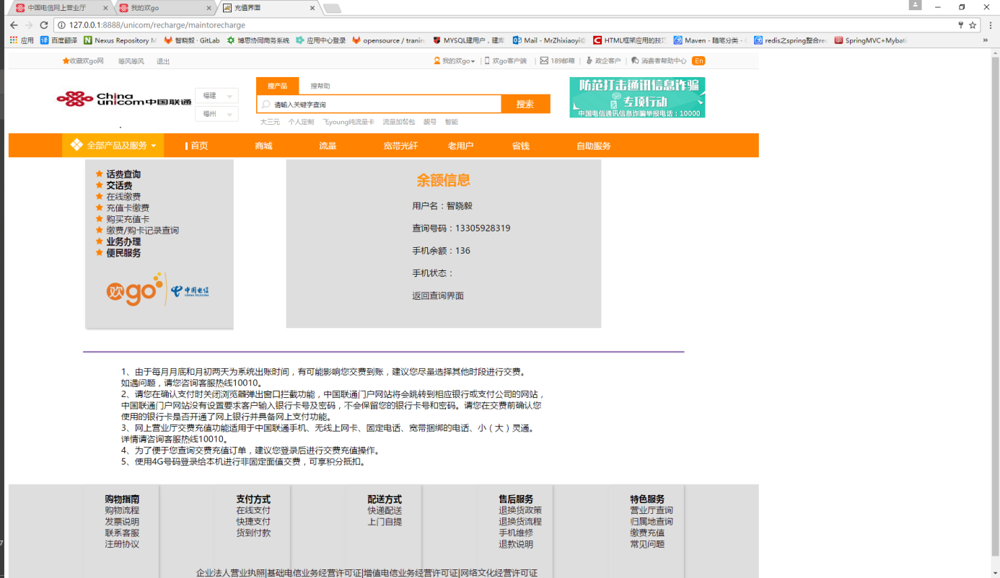 中国电信网上营业厅
我的欢go
充值界面
127.0.0.1:8888/unicom/recharge/maintorecharge
应用 百度翻译 Nexus Repository M 智晓毅 · GitLab 博思协同商务系统 应用中心登录 opensource / tranin MYSQL建用户,建库 Mail - MrZhixiaoyi@ HTML框架应用的技巧 Maven - 随笔分类 - redis之spring整合re SpringMVC+Mybati »
收藏欢go网 等风等风 退出 我的欢go 欢go客户端 189邮箱 政企客户 消费者帮助中心 En
China unicom中国联通
福建
福州
搜产品 搜帮助
请输入关键字查询 搜索
大三元 个人定制 飞young纯流量卡 流量加餐包 靓号 智能
防范打击通讯信息诈骗
专项行动
中国电信通讯信息诈骗举报电话:10000
全部产品及服务 首页 商城 流量 宽带光纤 老用户 省钱 自助服务
话费查询
交话费
在线缴费
充值卡缴费
购买充值卡
缴费/购卡记录查询
业务办理
便民服务
欢go 中国电信
CHINA TELECOM
余额信息
用户名:智晓毅
查询号码:13305928319
手机余额:136
手机状态:
返回查询界面
1、由于每月月底和月初两天为系统出账时间,有可能影响您交费到账,建议您尽量选择其他时段进行交费。
如遇问题,请您咨询客服热线10010。
2、请您在确认支付时关闭浏览器弹出窗口拦截功能,中国联通门户网站将会跳转到相应银行或支付公司的网站,
中国联通门户网站没有设置要求客户输入银行卡号及密码,不会保留您的银行卡号和密码。请您在交费前确认您
使用的银行卡是否开通了网上银行并具备网上支付功能。
3、网上营业厅交费充值功能适用于中国联通手机、无线上网卡、固定电话、宽带捆绑的电话、小(大)灵通。
详情请咨询客服热线10010。
4、为了便于您查询交费充值订单,建议您登录后进行交费充值操作。
5、使用4G号码登录给本机进行非固定面值交费,可享积分抵扣。
购物指南
购物流程
发票说明
联系客服
注册协议
支付方式
在线支付
快捷支付
货到付款
配送方式
快递配送
上门自提
售后服务
退换货政策
退换货流程
手机维修
退款说明
特色服务
营业厅查询
归属地查询
缴费充值
常见问题
企业法人营业执照|基础电信业务经营许可证|增值电信业务经营许可证|网络文化经营许可证